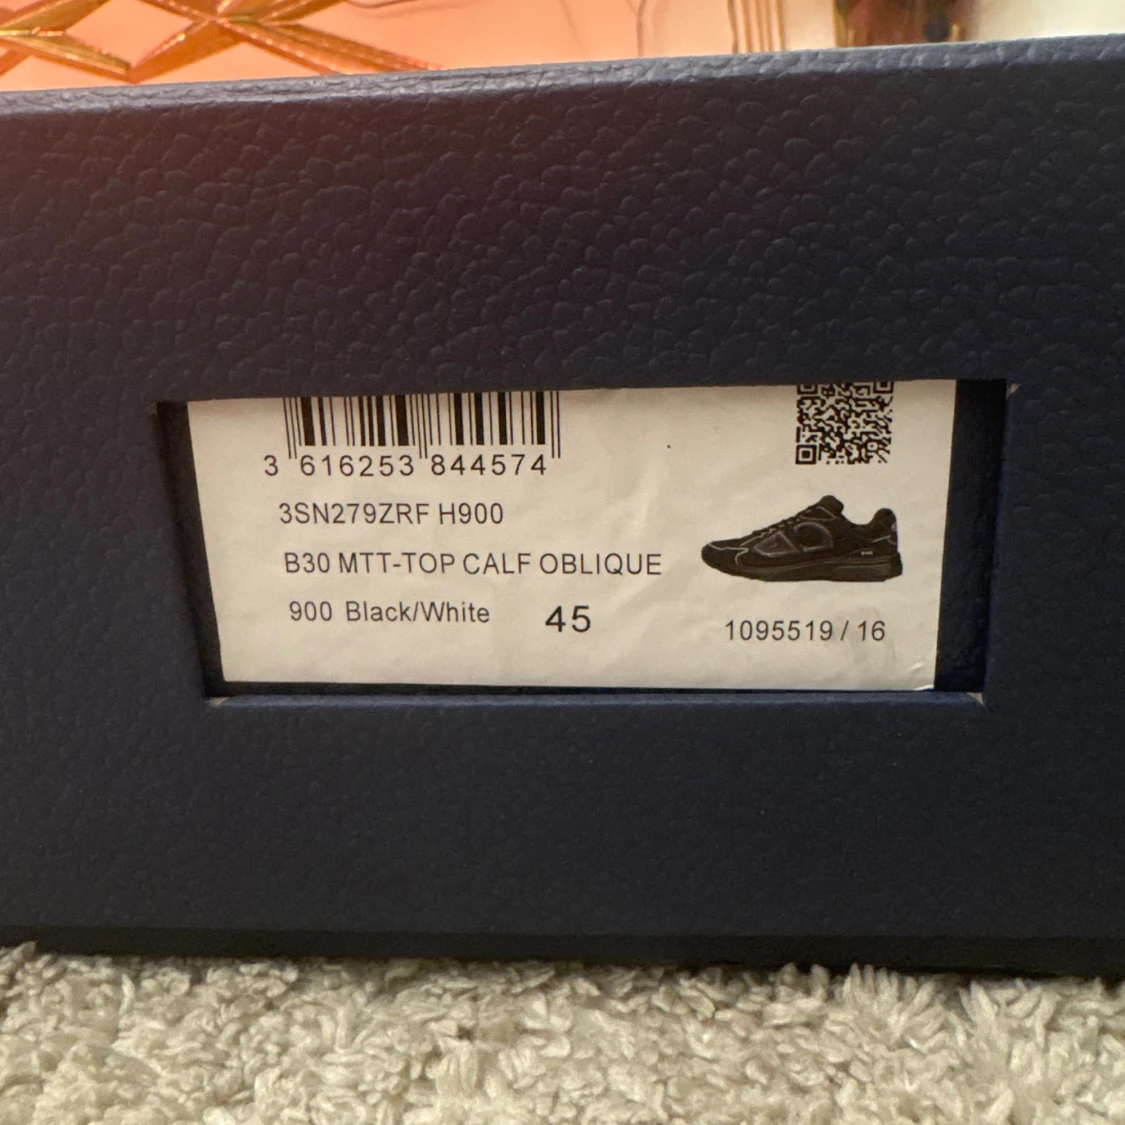 3 616253 844574
3SN279ZRF H900
B30 MTT-TOP CALF OBLIQUE
900 Black/White 45
1095519 / 16